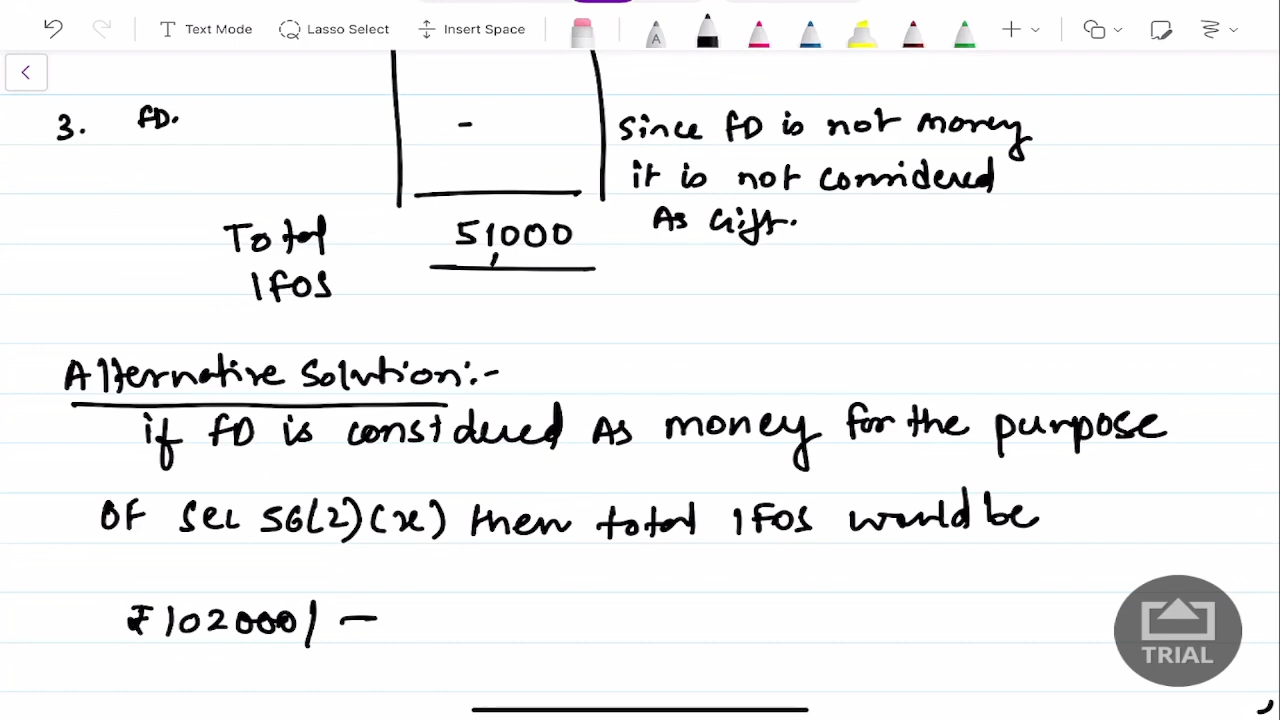 Text Mode Lasso Select Insert Space
A
3. FD. - Since FD is not money
it is not considered
As Gift.
Total 51,000
IFOS
Alternative Solution:-
if FD is considered As money for the purpose
of Sec 56(2)(x) then total IFOS would be
₹102000/-
TRIAL